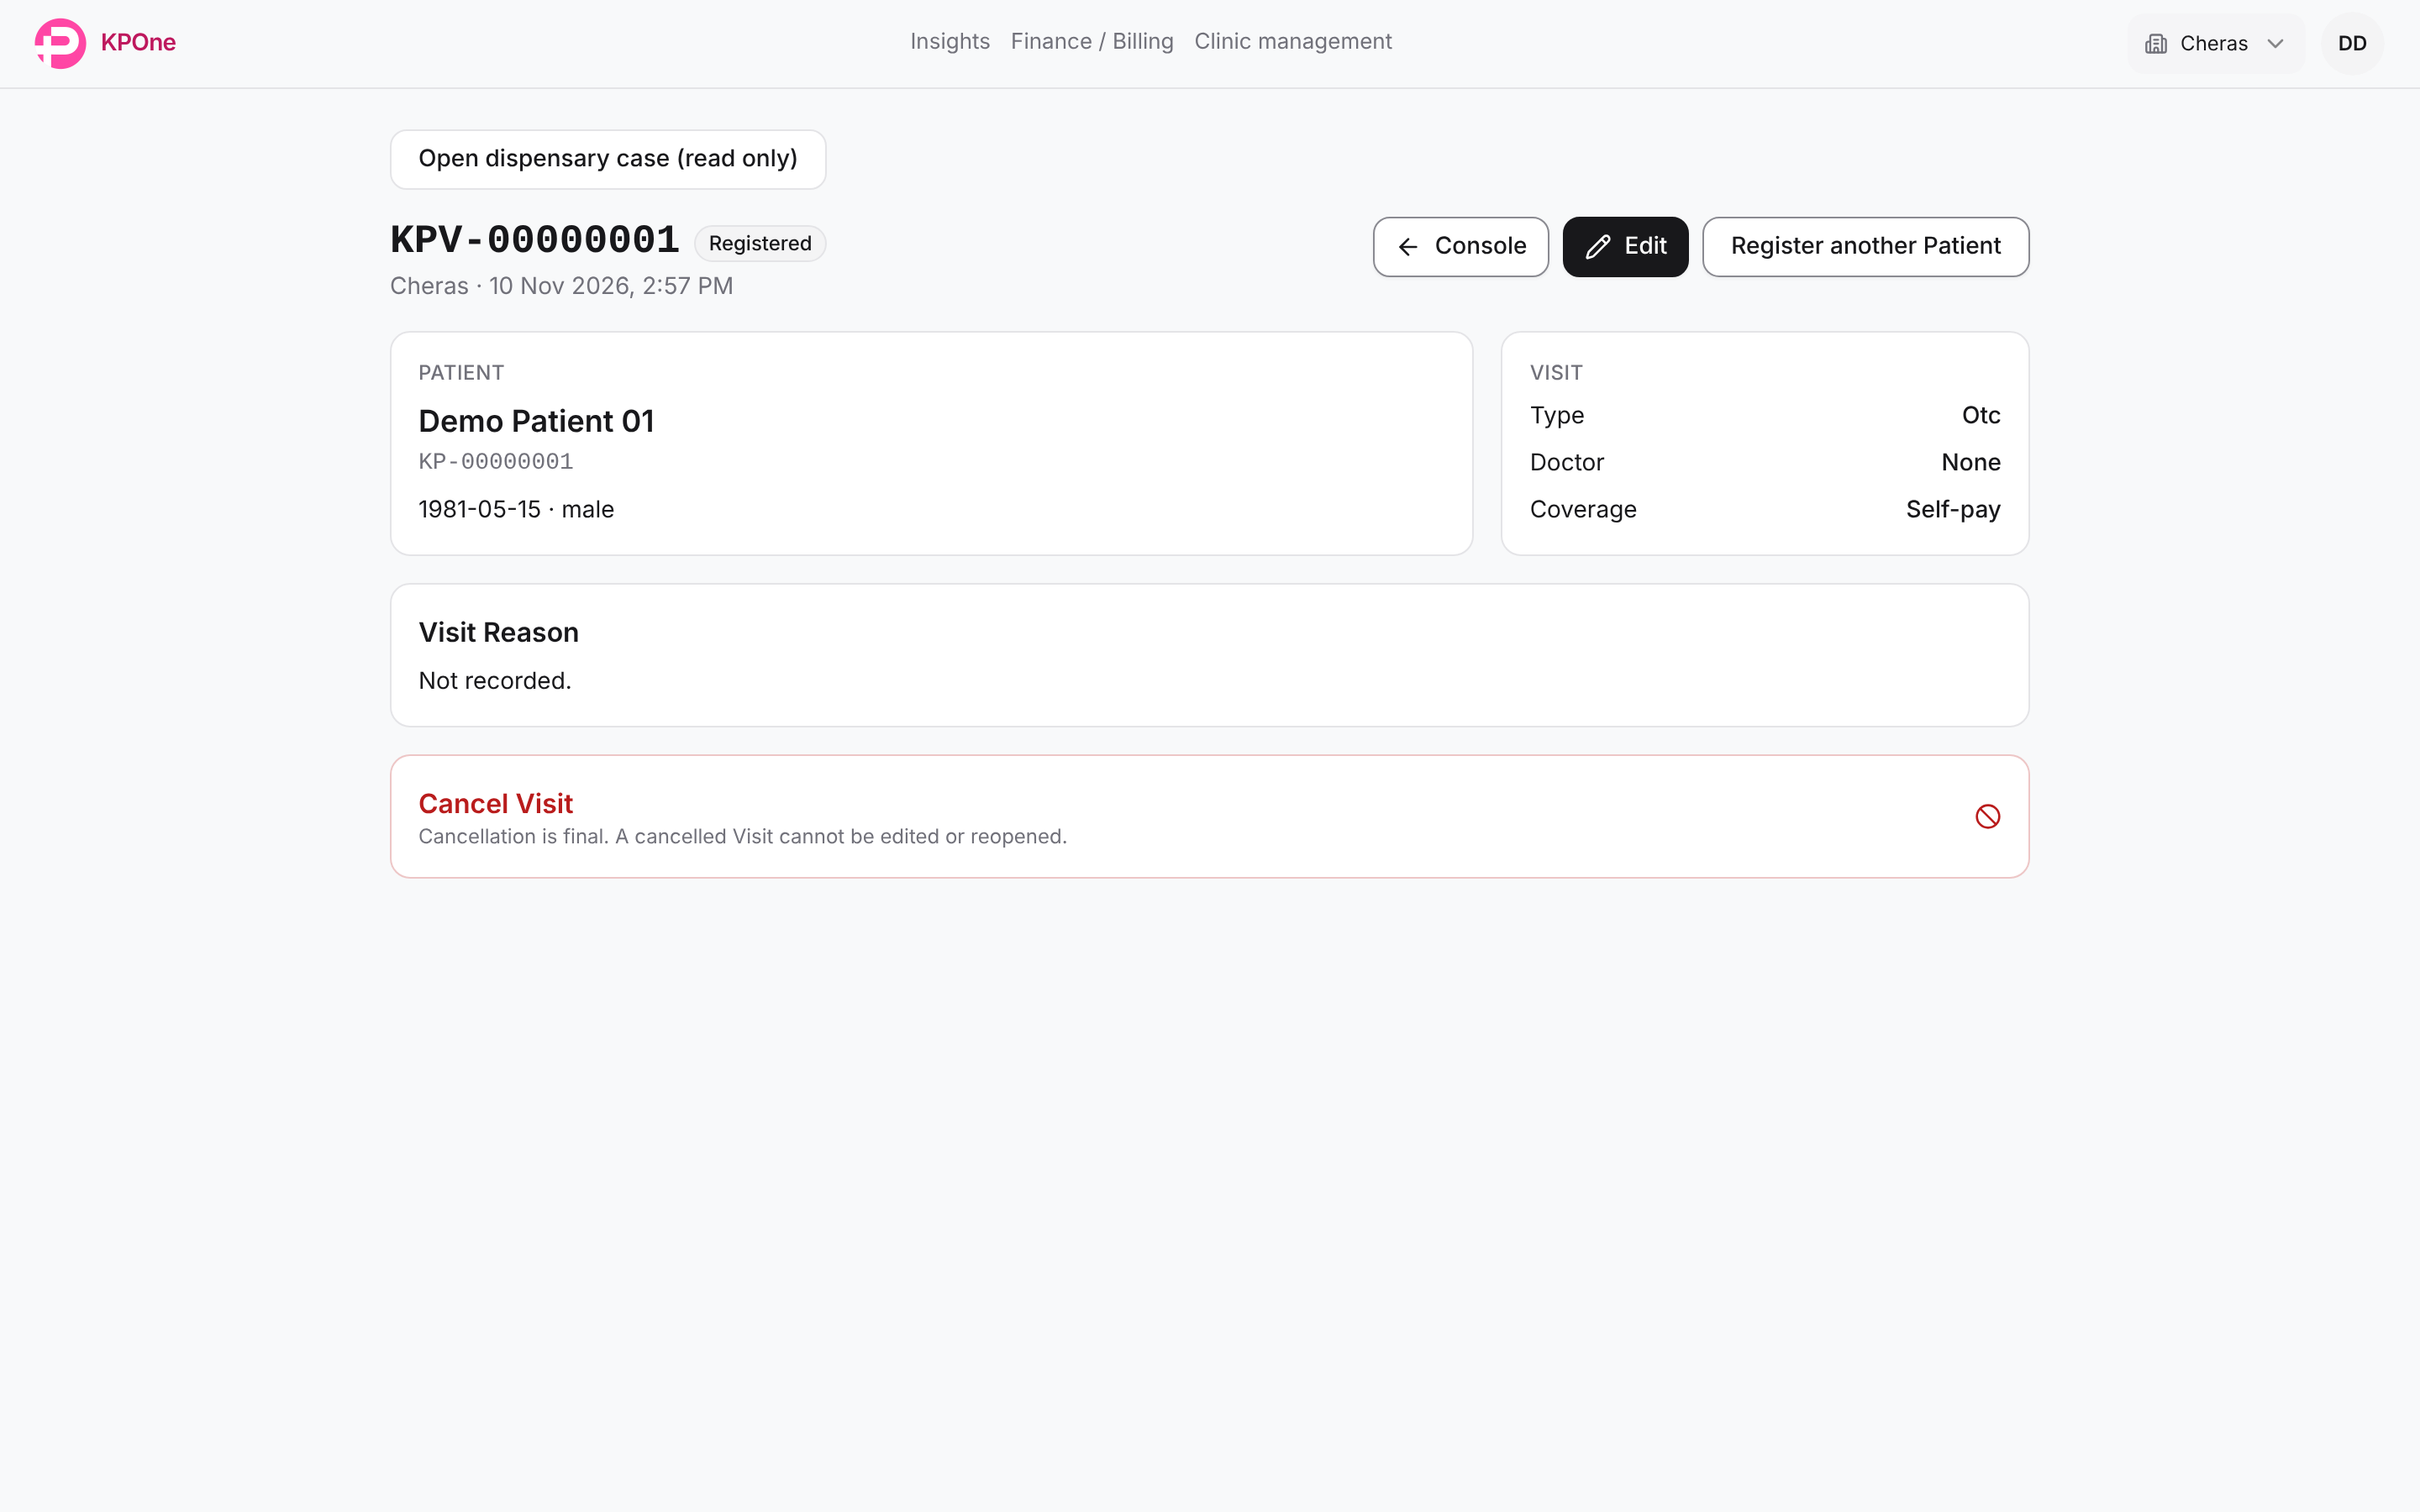 KPOne
Insights Finance / Billing Clinic management
Cheras
DD
Open dispensary case (read only)
KPV-00000001 Registered
Cheras · 10 Nov 2026, 2:57 PM
Console
Edit
Register another Patient
PATIENT
Demo Patient 01
KP-00000001
1981-05-15 · male
VISIT
Type Otc
Doctor None
Coverage Self-pay
Visit Reason
Not recorded.
Cancel Visit
Cancellation is final. A cancelled Visit cannot be edited or reopened.